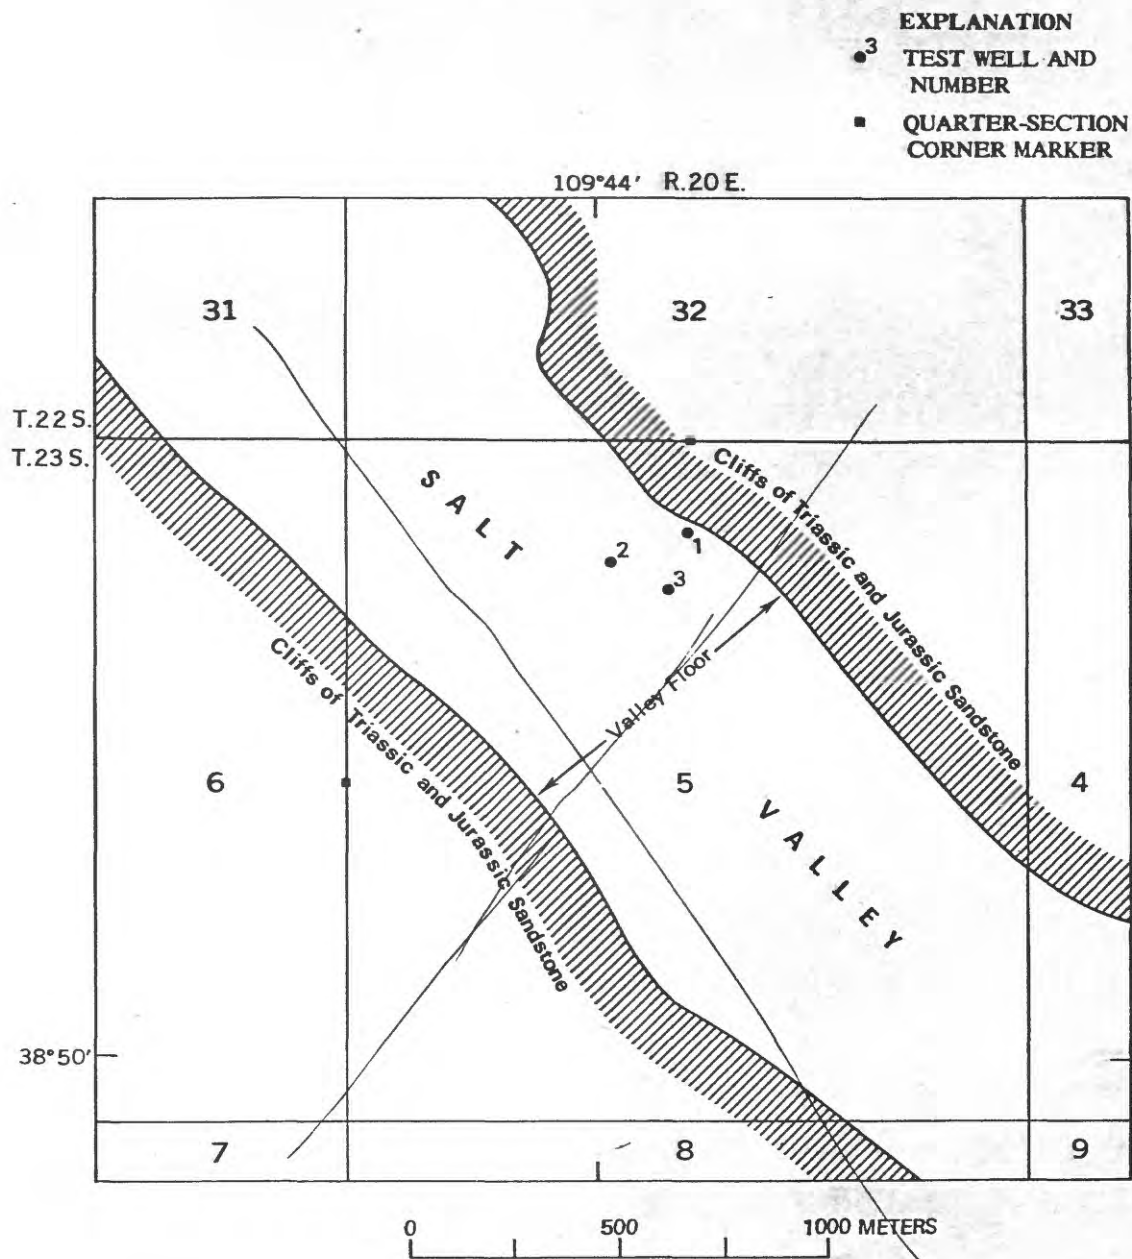 EXPLANATION
3 TEST WELL AND
NUMBER
QUARTER-SECTION
CORNER MARKER
109°44' R.20 E.
31
32
33
T.22 S.
T.23 S.
SALT
Cliffs of Triassic and Jurassic Sandstone
1
2
3
Valley Floor
Cliffs of Triassic and Jurassic Sandstone
6
5
4
VALLEY
38°50'
7
8
9
0 500 1000 METERS